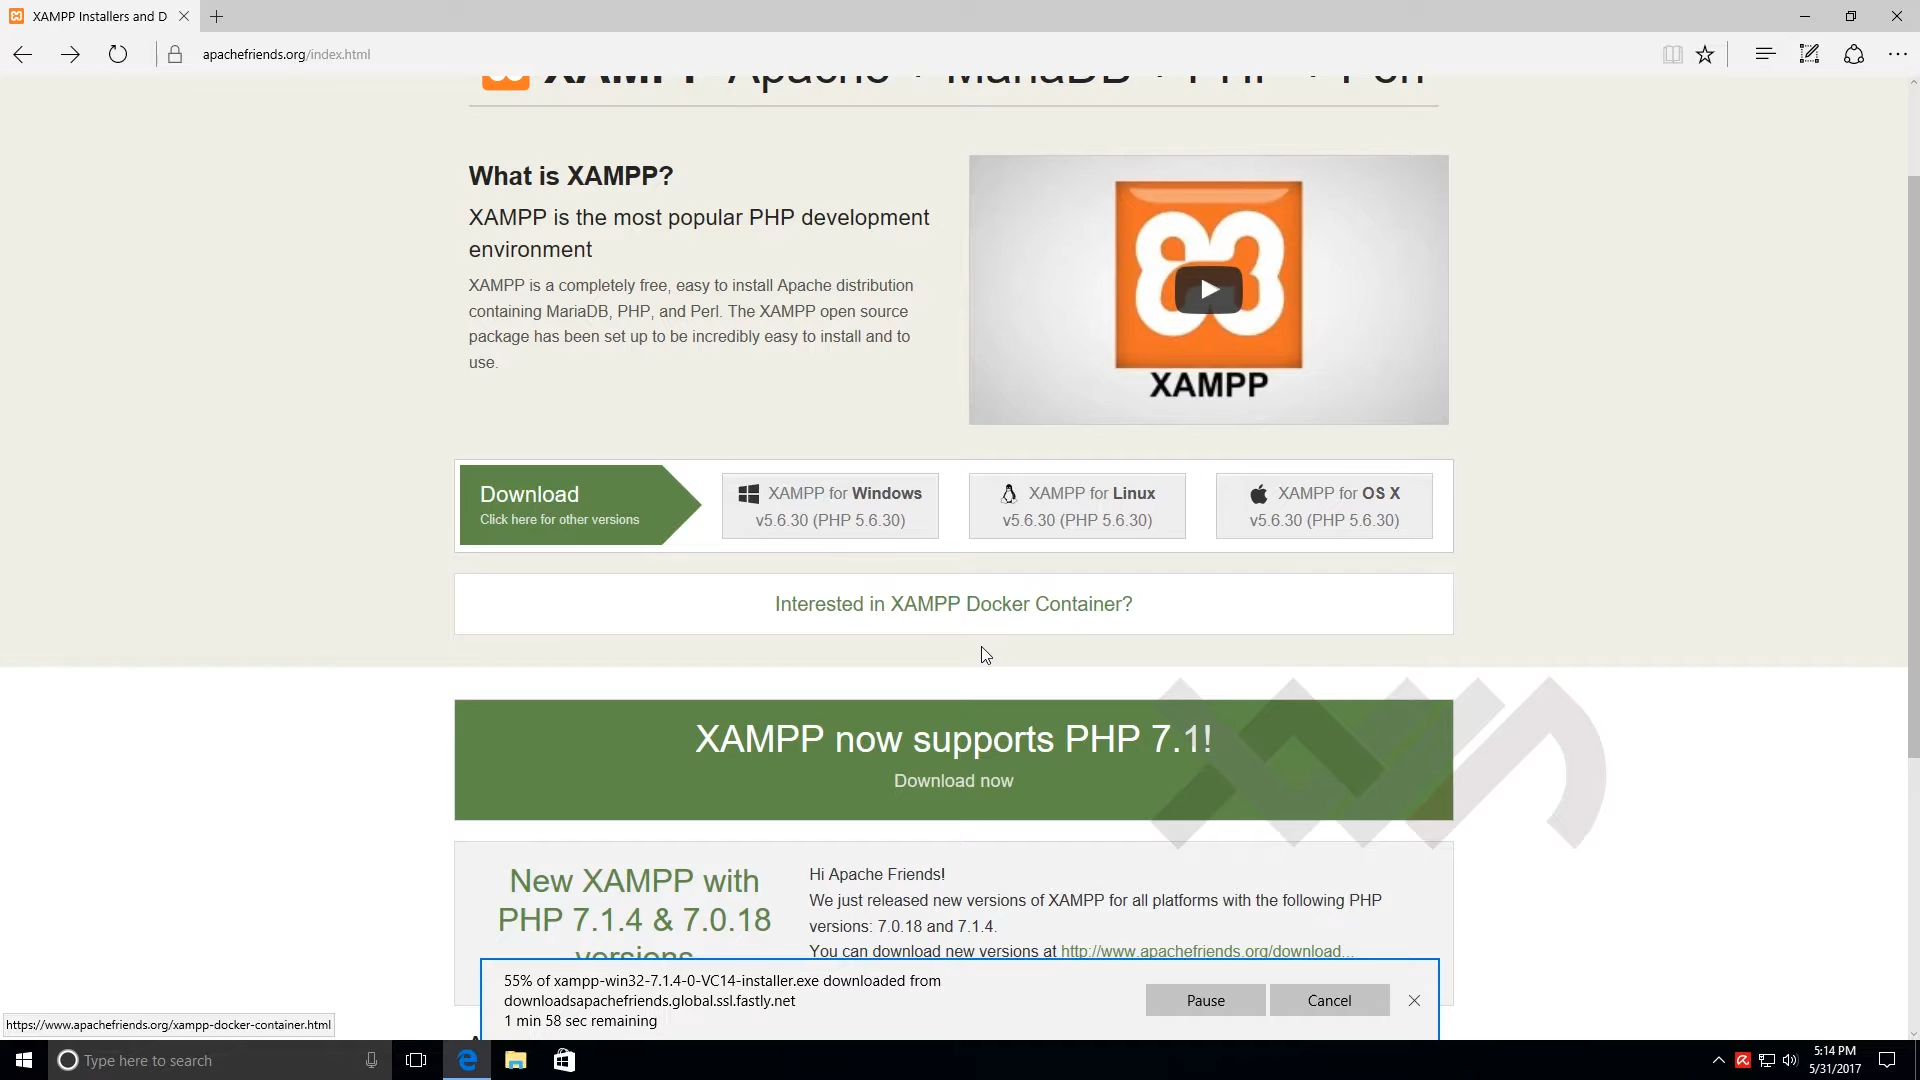 XAMPP Installers and D
apachefriends.org/index.html
XAMPP Apache + MariaDB + PHP + Perl
What is XAMPP?
XAMPP is the most popular PHP development
environment
XAMPP is a completely free, easy to install Apache distribution
containing MariaDB, PHP, and Perl. The XAMPP open source
package has been set up to be incredibly easy to install and to
use.
XAMPP
Download
Click here for other versions
XAMPP for Windows
v5.6.30 (PHP 5.6.30)
XAMPP for Linux
v5.6.30 (PHP 5.6.30)
XAMPP for OS X
v5.6.30 (PHP 5.6.30)
Interested in XAMPP Docker Container?
XAMPP now supports PHP 7.1!
Download now
New XAMPP with
PHP 7.1.4 & 7.0.18
versions
Hi Apache Friends!
We just released new versions of XAMPP for all platforms with the following PHP
versions: 7.0.18 and 7.1.4.
You can download new versions at http://www.apachefriends.org/download...
55% of xampp-win32-7.1.4-0-VC14-installer.exe downloaded from
downloadsapachefriends.global.ssl.fastly.net
1 min 58 sec remaining
Pause
Cancel
https://www.apachefriends.org/xampp-docker-container.html
Type here to search
5:14 PM
5/31/2017